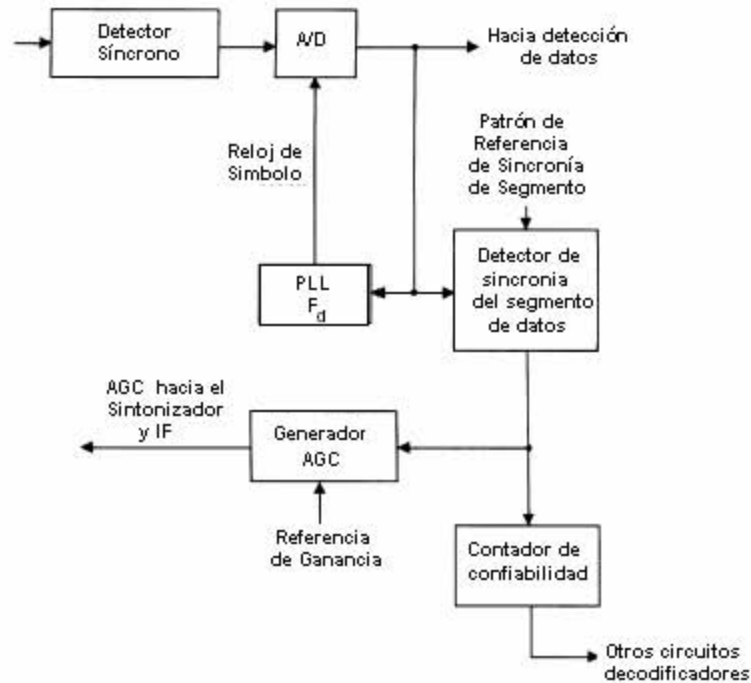 Detector
Síncrono
A/D
Hacia detección
de datos
Patrón de
Referencia
de Sincronía
de Segmento
Reloj de
Simbolo
PLL
Fd
Detector de
sincronia
del segmento
de datos
AGC hacia el
Sintonizador
y IF
Generador
AGC
Referencia
de Ganancia
Contador de
confiabilidad
Otros circuitos
decodificadores